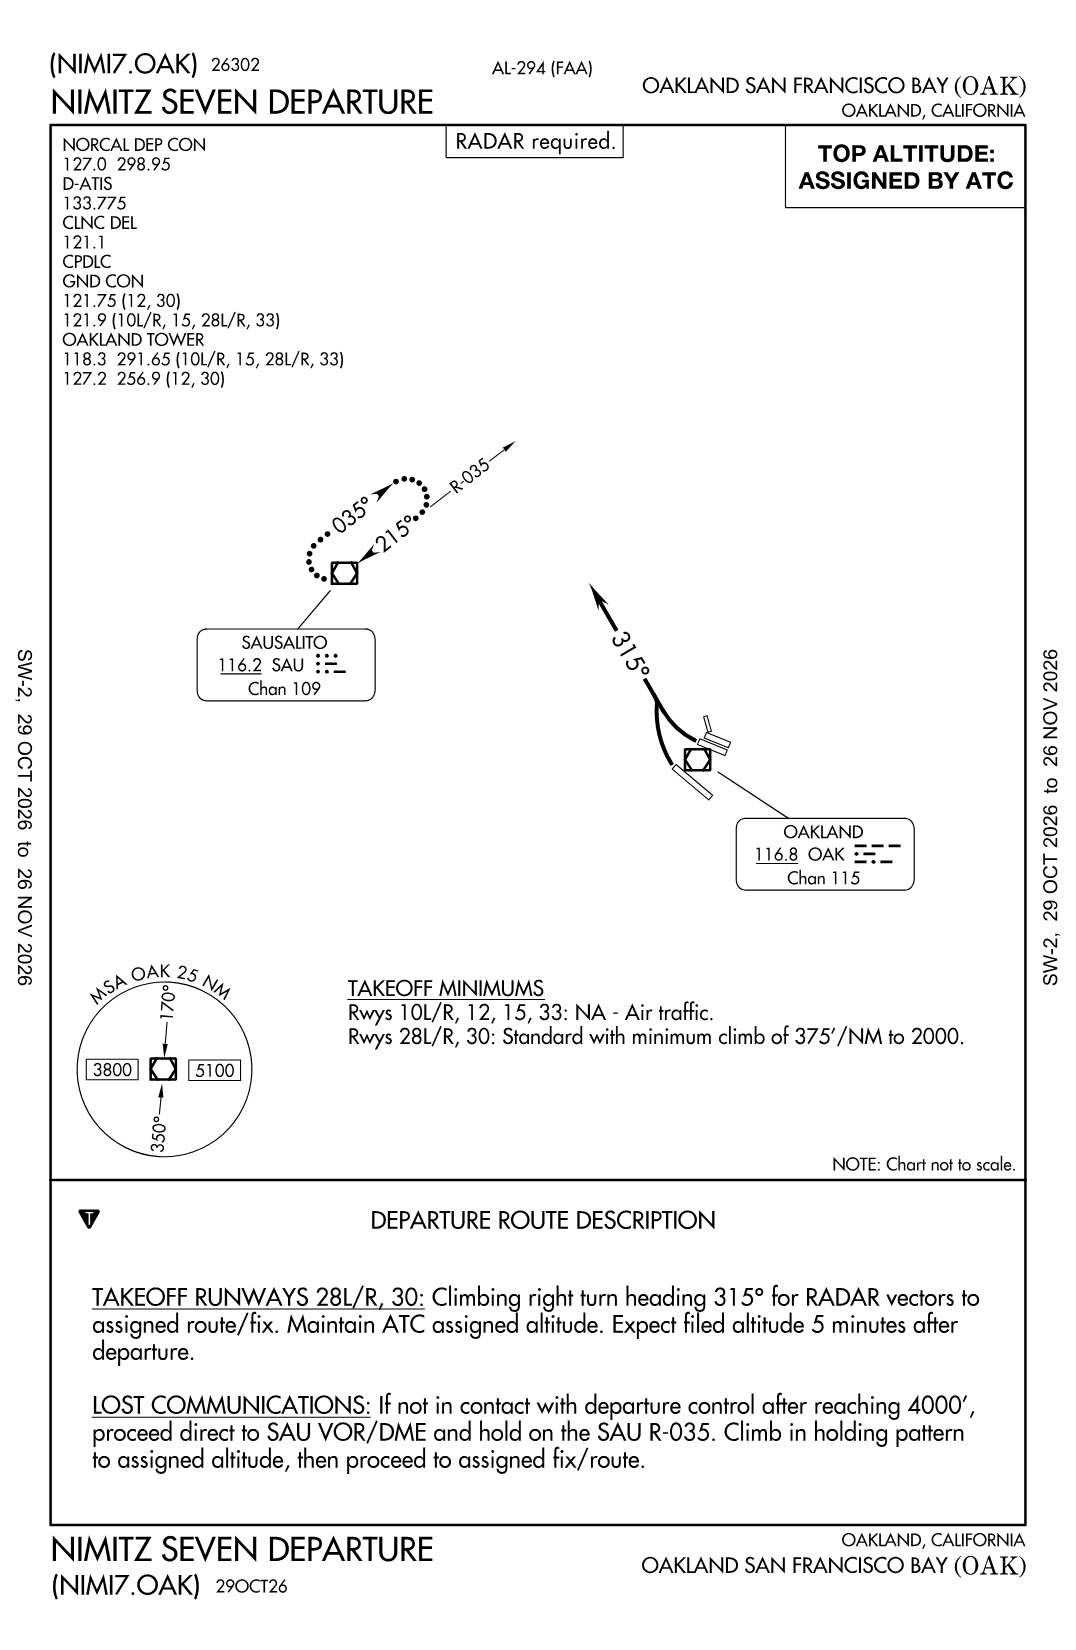 (NIMI7.OAK) 26302
AL-294 (FAA)
OAKLAND SAN FRANCISCO BAY (OAK)
NIMITZ SEVEN DEPARTURE
OAKLAND, CALIFORNIA
NORCAL DEP CON
127.0 298.95
D-ATIS
133.775
CLNC DEL
121.1
CPDLC
GND CON
121.75 (12, 30)
121.9 (10L/R, 15, 28L/R, 33)
OAKLAND TOWER
118.3 291.65 (10L/R, 15, 28L/R, 33)
127.2 256.9 (12, 30)
RADAR required.
TOP ALTITUDE:
ASSIGNED BY ATC
R-035
035°
215°
SAUSALITO
116.2 SAU
Chan 109
315°
OAKLAND
116.8 OAK
Chan 115
SW-2, 29 OCT 2026 to 26 NOV 2026
SW-2, 29 OCT 2026 to 26 NOV 2026
MSA OAK 25 NM
170°
3800
5100
350°
TAKEOFF MINIMUMS
Rwys 10L/R, 12, 15, 33: NA - Air traffic.
Rwys 28L/R, 30: Standard with minimum climb of 375'/NM to 2000.
NOTE: Chart not to scale.
T
DEPARTURE ROUTE DESCRIPTION
TAKEOFF RUNWAYS 28L/R, 30: Climbing right turn heading 315° for RADAR vectors to
assigned route/fix. Maintain ATC assigned altitude. Expect filed altitude 5 minutes after
departure.
LOST COMMUNICATIONS: If not in contact with departure control after reaching 4000',
proceed direct to SAU VOR/DME and hold on the SAU R-035. Climb in holding pattern
to assigned altitude, then proceed to assigned fix/route.
NIMITZ SEVEN DEPARTURE
OAKLAND, CALIFORNIA
(NIMI7.OAK) 29OCT26
OAKLAND SAN FRANCISCO BAY (OAK)